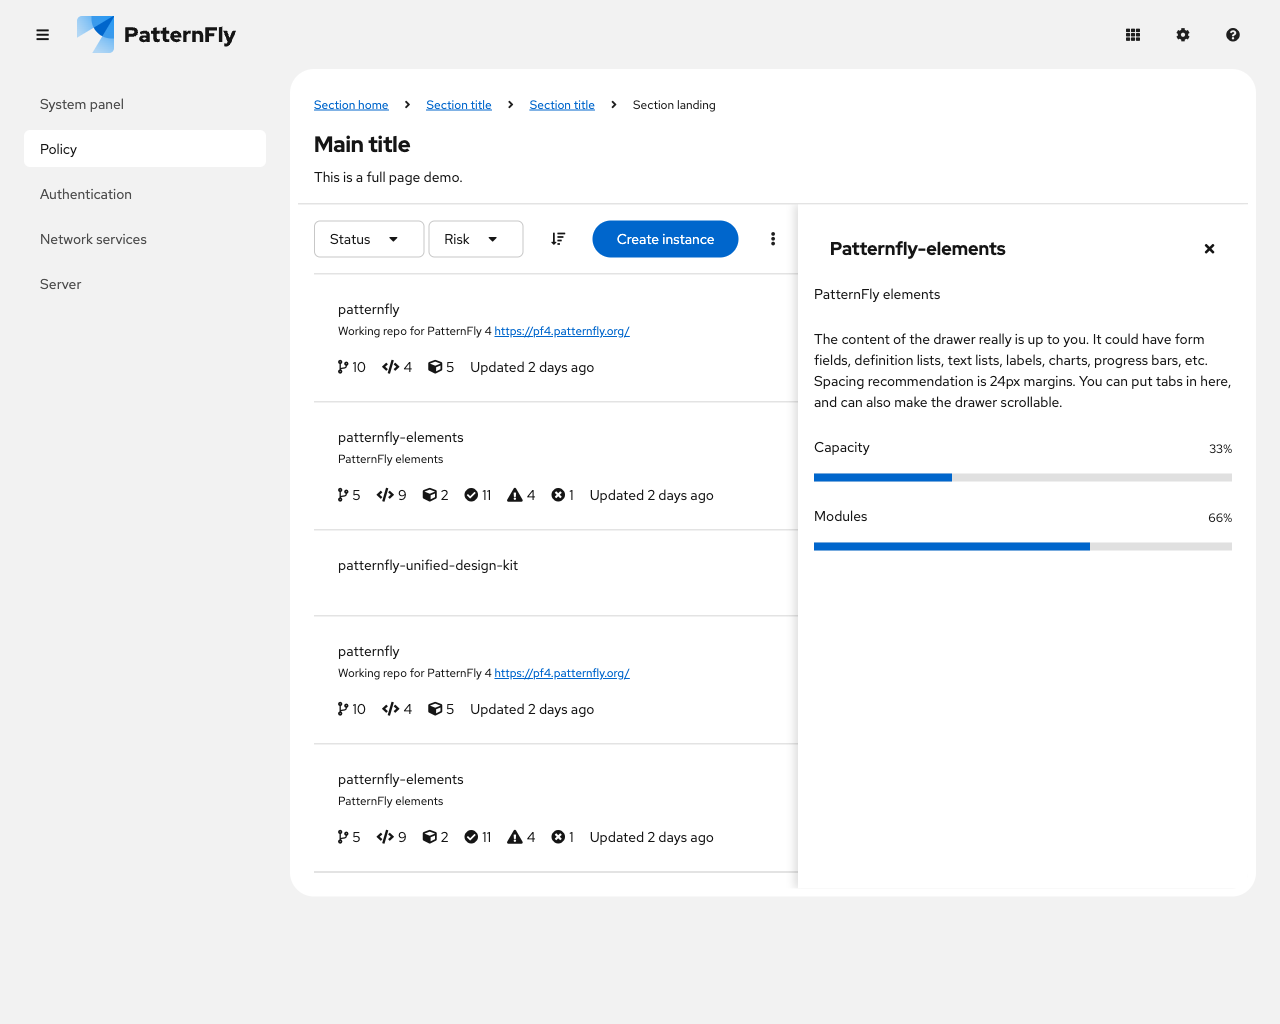 PatternFly
System panel
Policy
Authentication
Network services
Server
Section home
Section title
Section title
Section landing
Main title
This is a full page demo.
Status
Risk
Create instance
patternfly
Working repo for PatternFly 4 https://pf4.patternfly.org/
10 4 5 Updated 2 days ago
patternfly-elements
PatternFly elements
5 9 2 11 4 1 Updated 2 days ago
patternfly-unified-design-kit
patternfly
Working repo for PatternFly 4 https://pf4.patternfly.org/
10 4 5 Updated 2 days ago
patternfly-elements
PatternFly elements
5 9 2 11 4 1 Updated 2 days ago
Patternfly-elements
PatternFly elements
The content of the drawer really is up to you. It could have form
fields, definition lists, text lists, labels, charts, progress bars, etc.
Spacing recommendation is 24px margins. You can put tabs in here,
and can also make the drawer scrollable.
Capacity 33%
Modules 66%